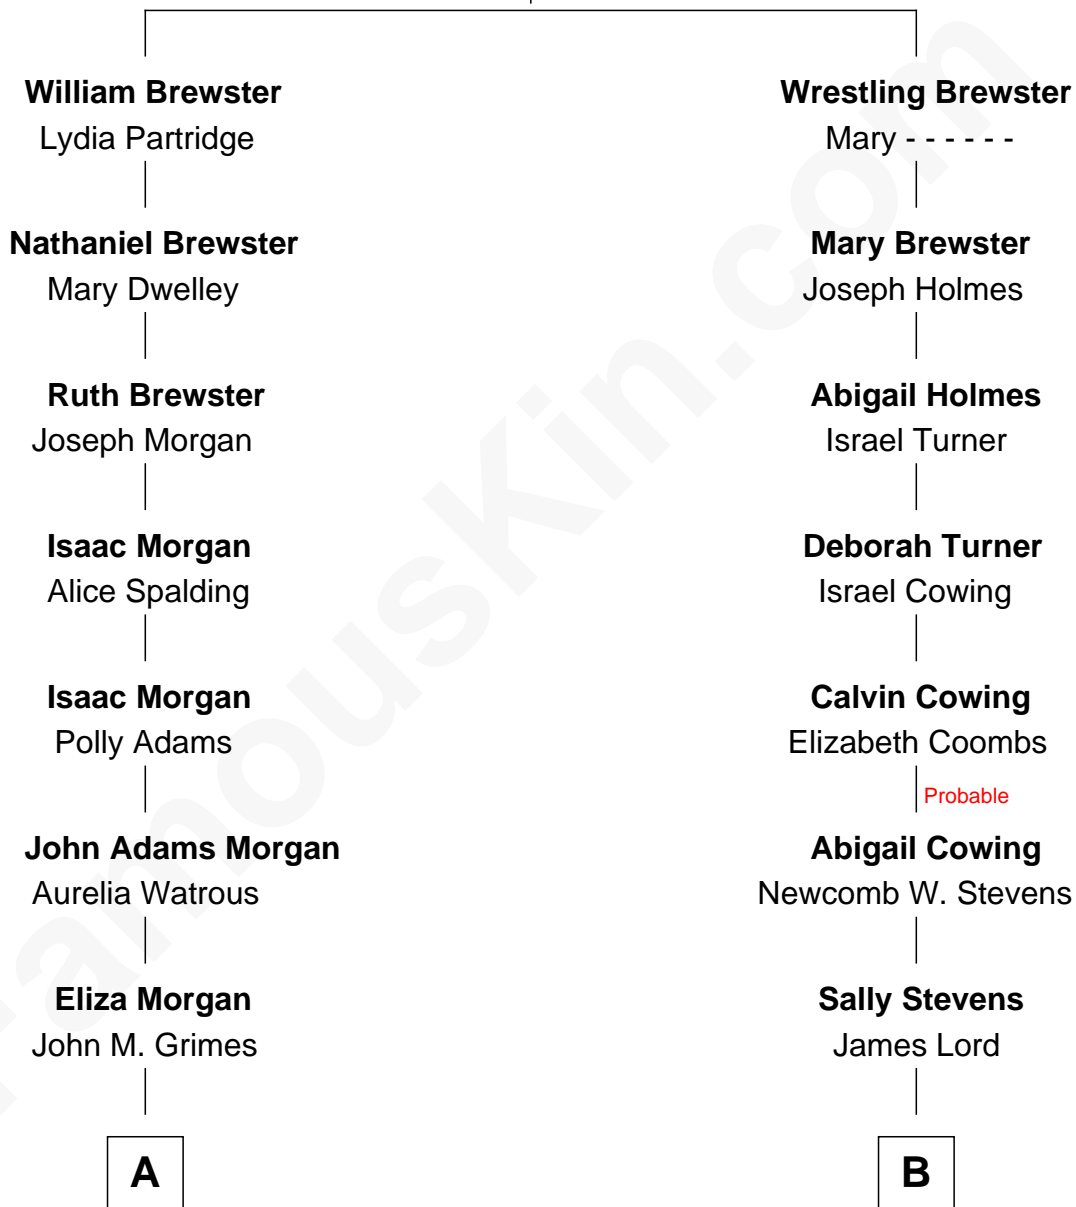 William Brewster
Lydia Partridge
Nathaniel Brewster
Mary Dwelley
Ruth Brewster
Joseph Morgan
Isaac Morgan
Alice Spalding
Isaac Morgan
Polly Adams
John Adams Morgan
Aurelia Watrous
Eliza Morgan
John M. Grimes
A
Wrestling Brewster
Mary - - - - - -
Mary Brewster
Joseph Holmes
Abigail Holmes
Israel Turner
Deborah Turner
Israel Cowing
Calvin Cowing
Elizabeth Coombs
Probable
Abigail Cowing
Newcomb W. Stevens
Sally Stevens
James Lord
B
FamousKin.com